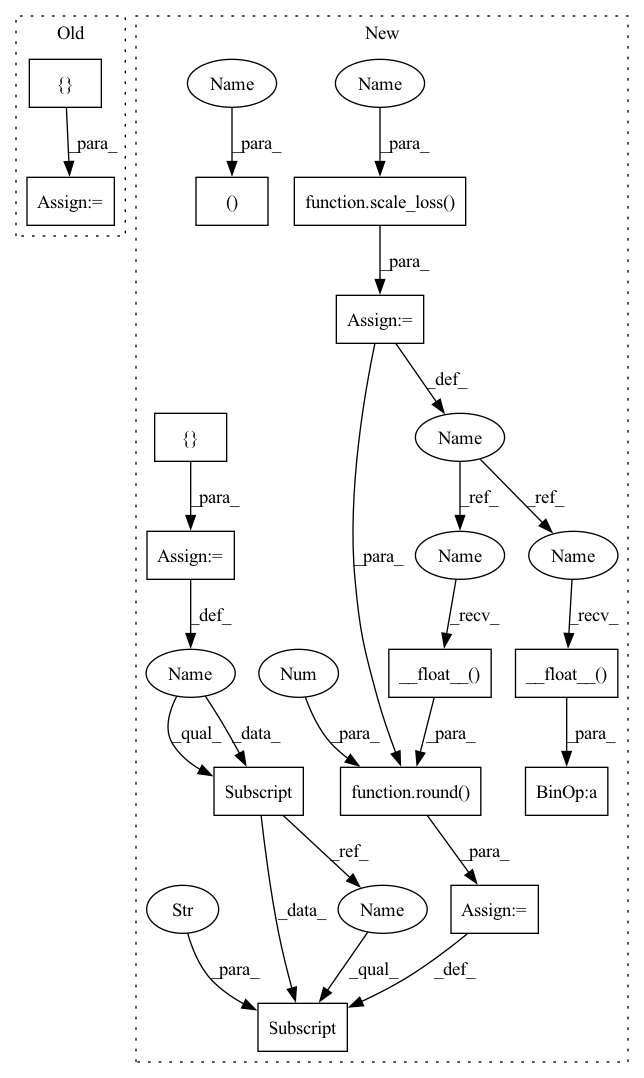 Old
New
{}
Name
Name
_para_
_para_
_para_
Assign:=
()
function.scale_loss()
_para_
Assign:=
_def_
{}
Name
_para_
_ref_
_ref_
Assign:=
_para_
Name
Name
_def_
_recv_
_recv_
Name
Num
__float__()
__float__()
_qual_
_data_
_para_
_para_
_para_
Subscript
function.round()
BinOp:a
_ref_
_para_
Str
_data_
Name
Assign:=
_para_
_qual_
_def_
Subscript